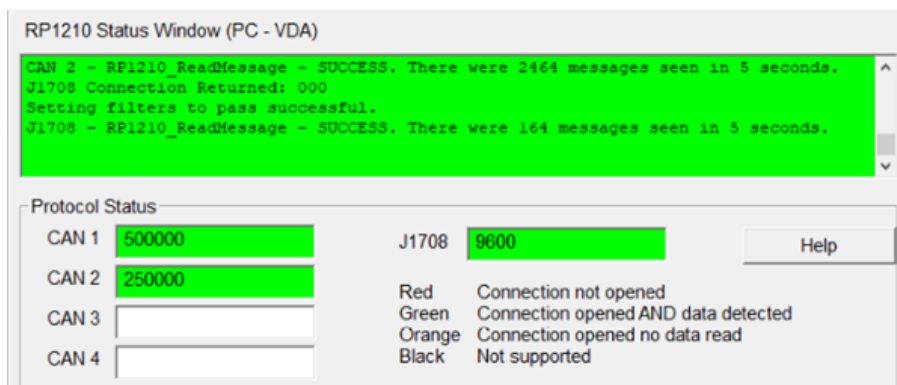 RP1210 Status Window (PC - VDA)
CAN 2 - RP1210_ReadMessage - SUCCESS. There were 2464 messages seen in 5 seconds.
J1708 Connection Returned: 000
Setting filters to pass successful.
J1708 - RP1210_ReadMessage - SUCCESS. There were 164 messages seen in 5 seconds.
Protocol Status
CAN 1 500000
J1708 9600
Help
CAN 2 250000
CAN 3
CAN 4
Red Connection not opened
Green Connection opened AND data detected
Orange Connection opened no data read
Black Not supported